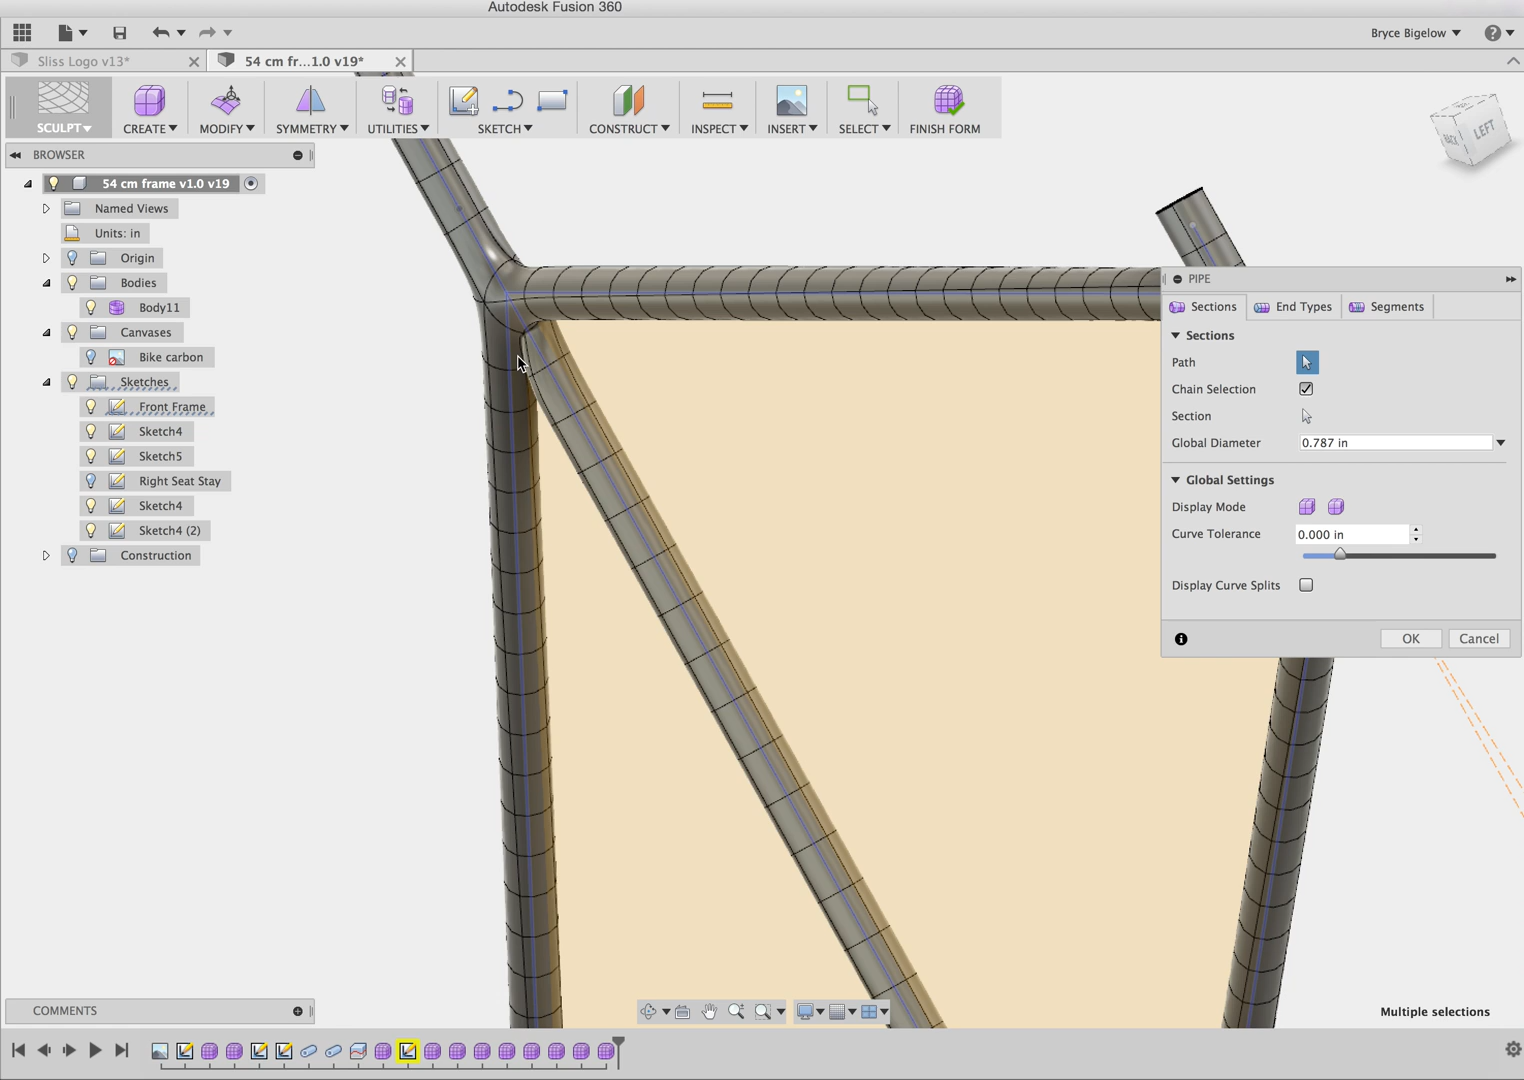 Autodesk Fusion 360
Bryce Bigelow
Sliss Logo v13*
54 cm fr...1.0 v19*
SCULPT
CREATE
MODIFY
SYMMETRY
UTILITIES
SKETCH
CONSTRUCT
INSPECT
INSERT
SELECT
FINISH FORM
BACK
LEFT
BROWSER
54 cm frame v1.0 v19
Named Views
Units: in
Origin
Bodies
Body11
Canvases
Bike carbon
Sketches
Front Frame
Sketch4
Sketch5
Right Seat Stay
Sketch4
Sketch4 (2)
Construction
PIPE
Sections
End Types
Segments
Sections
Path
Chain Selection
Section
Global Diameter 0.787 in
Global Settings
Display Mode
Curve Tolerance 0.000 in
Display Curve Splits
OK
Cancel
COMMENTS
Multiple selections